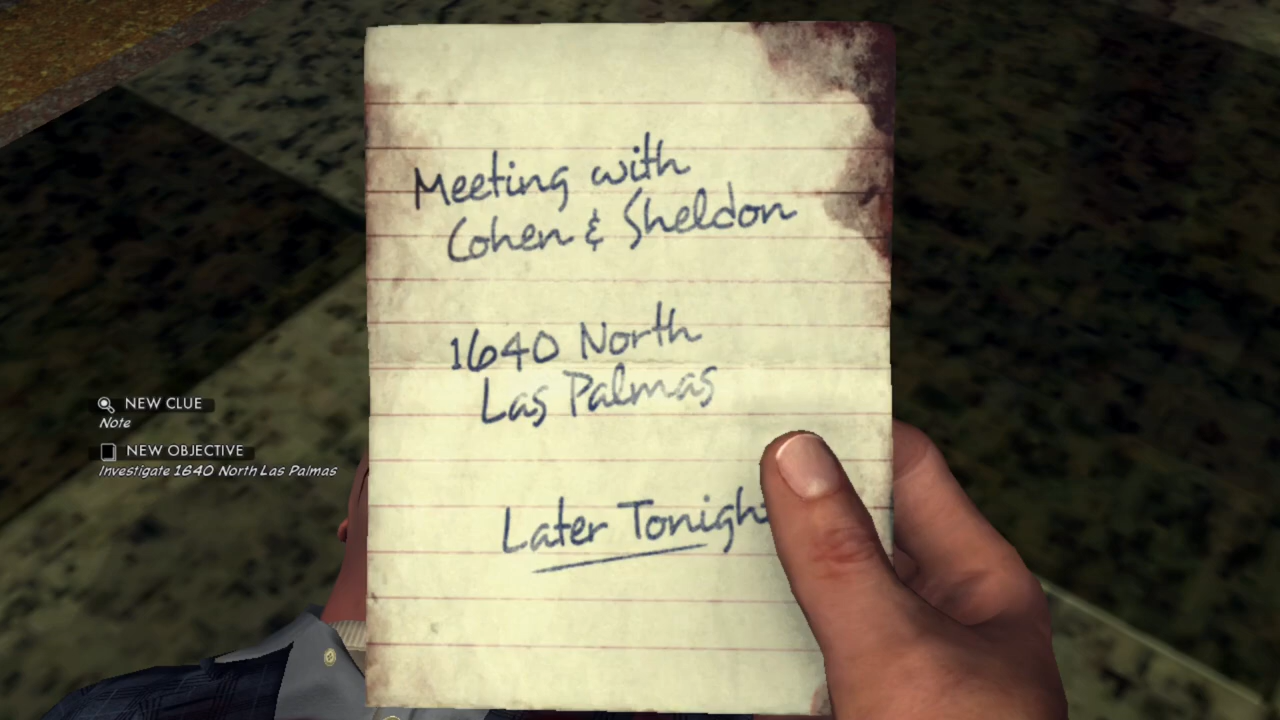 Meeting with
Cohen & Sheldon
1640 North
Las Palmas
Later Tonigh
NEW CLUE
Note
NEW OBJECTIVE
Investigate 1640 North Las Palmas